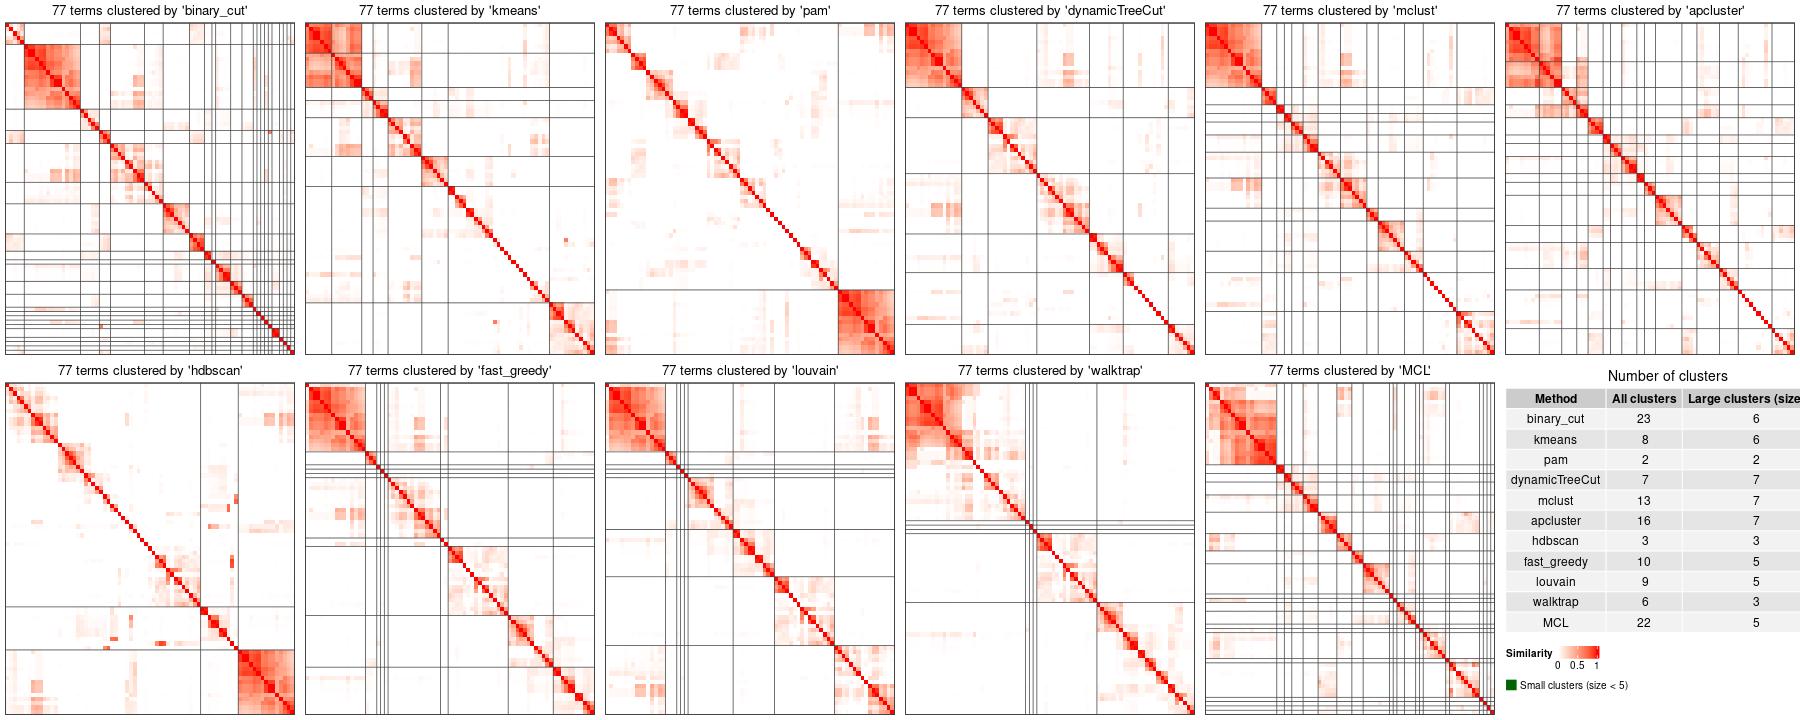 77 terms clustered by 'binary_cut'
77 terms clustered by 'kmeans'
77 terms clustered by 'pam'
77 terms clustered by 'dynamicTreeCut'
77 terms clustered by 'mclust'
77 terms clustered by 'apcluster'
77 terms clustered by 'hdbscan'
77 terms clustered by 'fast_greedy'
77 terms clustered by 'louvain'
77 terms clustered by 'walktrap'
77 terms clustered by 'MCL'
Number of clusters
Method All clusters Large clusters (size
binary_cut 23 6
kmeans 8 6
pam 2 2
dynamicTreeCut 7 7
mclust 13 7
apcluster 16 7
hdbscan 3 3
fast_greedy 10 5
louvain 9 5
walktrap 6 3
MCL 22 5
Similarity
0 0.5 1
Small clusters (size < 5)